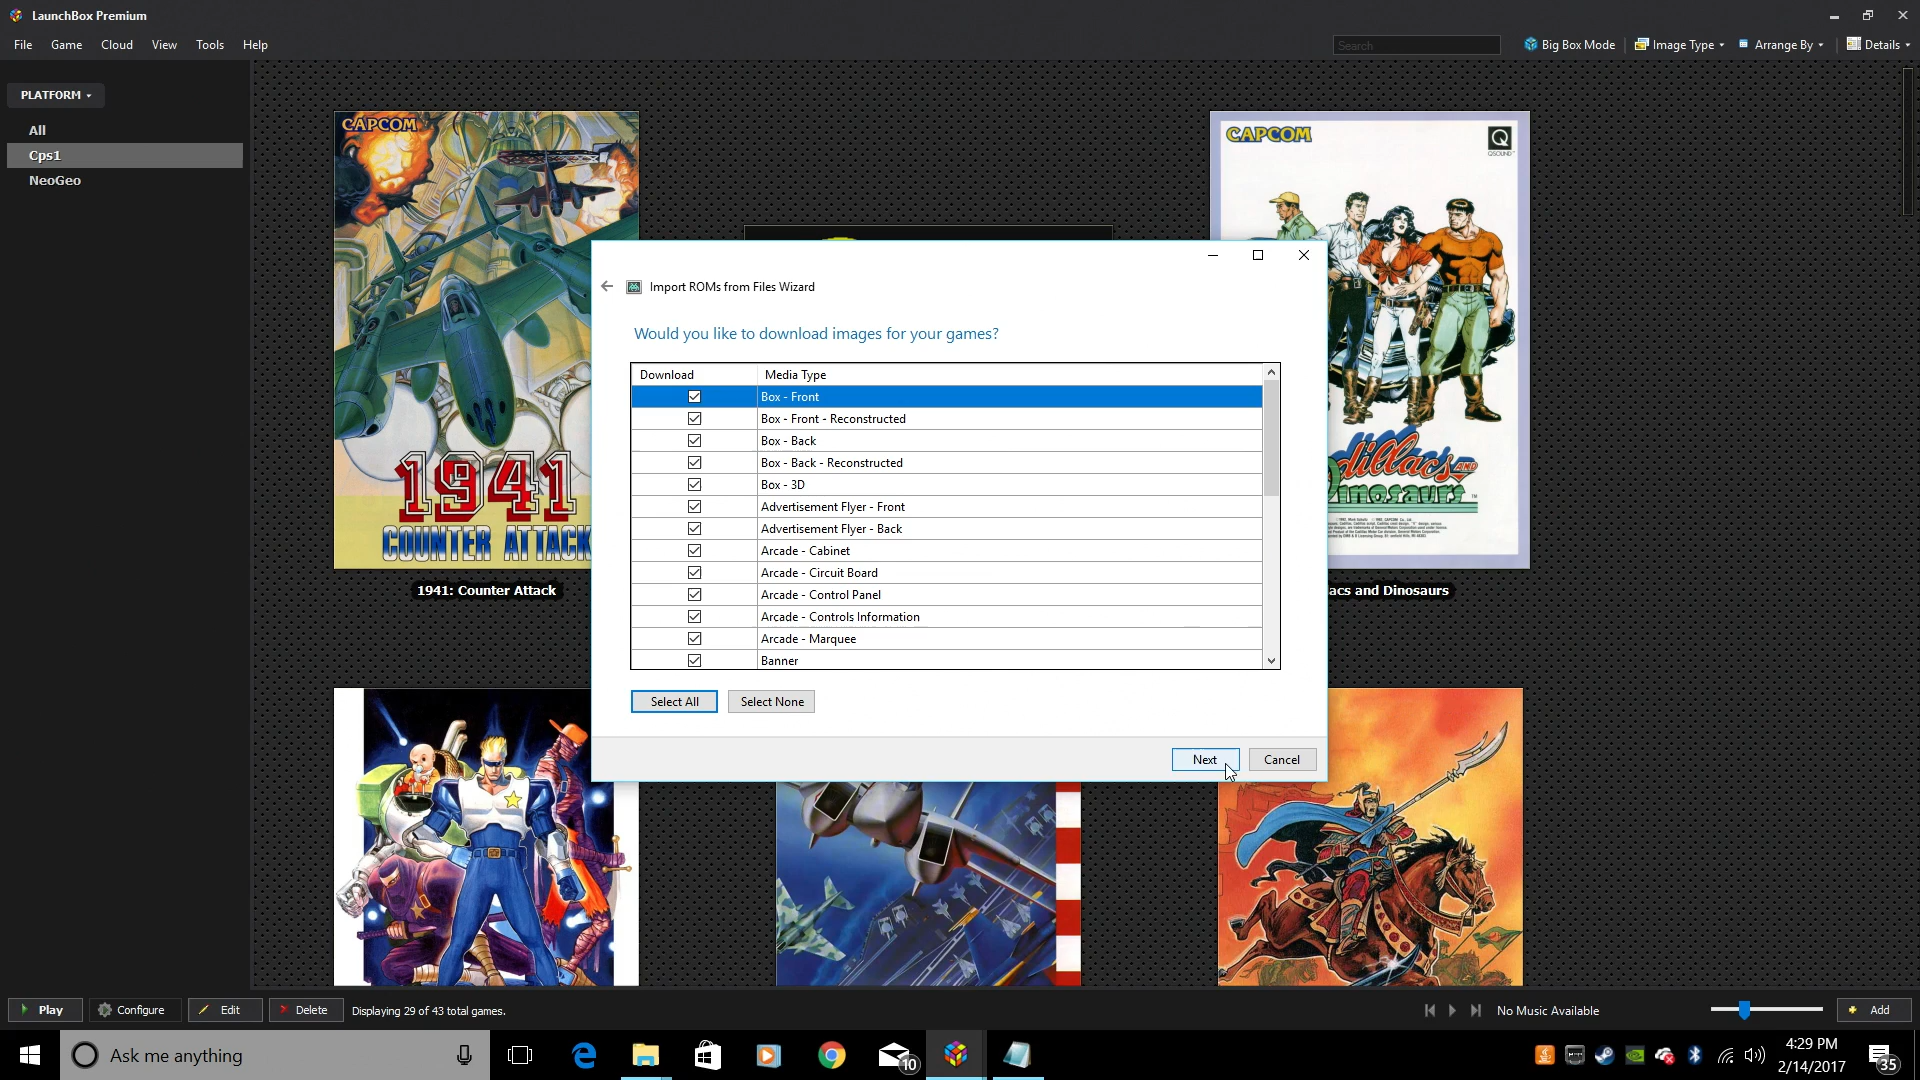 LaunchBox Premium
File Game Cloud View Tools Help
Search
Big Box Mode Image Type Arrange By Details
PLATFORM
All
Cps1
NeoGeo
CAPCOM
1941
COUNTER ATTACK
1941: Counter Attack
CAPCOM
Q
QSOUND
dillacs AND
inosaurs
acs and Dinosaurs
Import ROMs from Files Wizard
Would you like to download images for your games?
Download Media Type
Box - Front
Box - Front - Reconstructed
Box - Back
Box - Back - Reconstructed
Box - 3D
Advertisement Flyer - Front
Advertisement Flyer - Back
Arcade - Cabinet
Arcade - Circuit Board
Arcade - Control Panel
Arcade - Controls Information
Arcade - Marquee
Banner
Select All Select None
Next Cancel
Play Configure Edit Delete Displaying 29 of 43 total games.
No Music Available
Add
Ask me anything
10
4:29 PM
2/14/2017
35